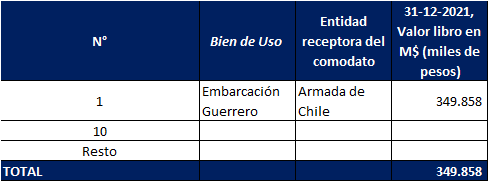 N°
Bien de Uso
Entidad
receptora del
comodato
31-12-2021,
Valor libro en
M$ (miles de
pesos)
1
Embarcación
Guerrero
Armada de
Chile
349.858
10
Resto
TOTAL
349.858